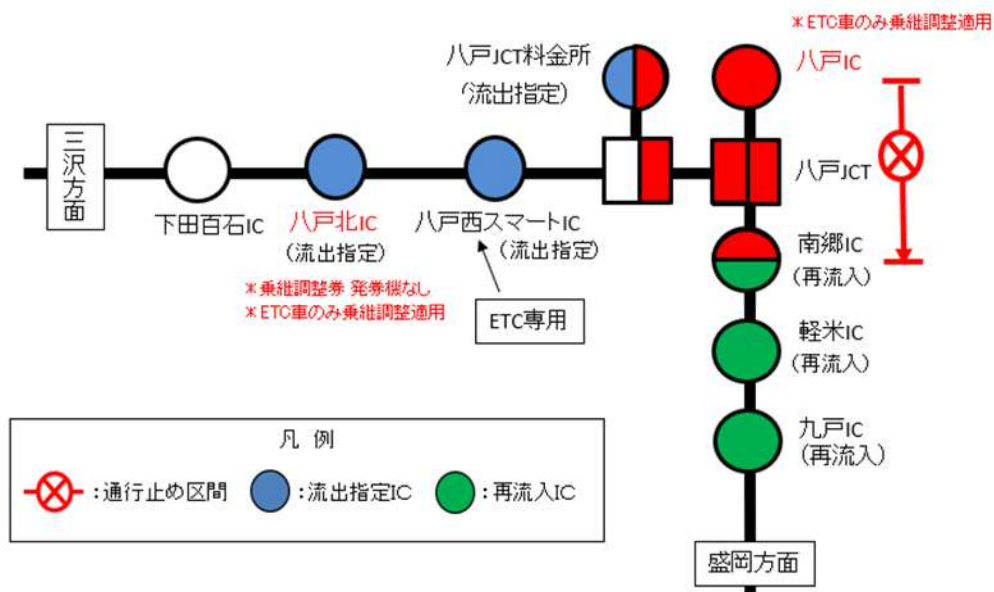 ＊ETC車のみ乗継調整適用
八戸JCT料金所
（流出指定）
八戸IC
三沢方面
八戸JCT
下田百石IC
八戸北IC
（流出指定）
八戸西スマートIC
（流出指定）
南郷IC
（再流入）
＊乗継調整券 発券機なし
＊ETC車のみ乗継調整適用
ETC専用
軽米IC
（再流入）
九戸IC
（再流入）
凡 例
：通行止め区間
：流出指定IC
：再流入IC
盛岡方面